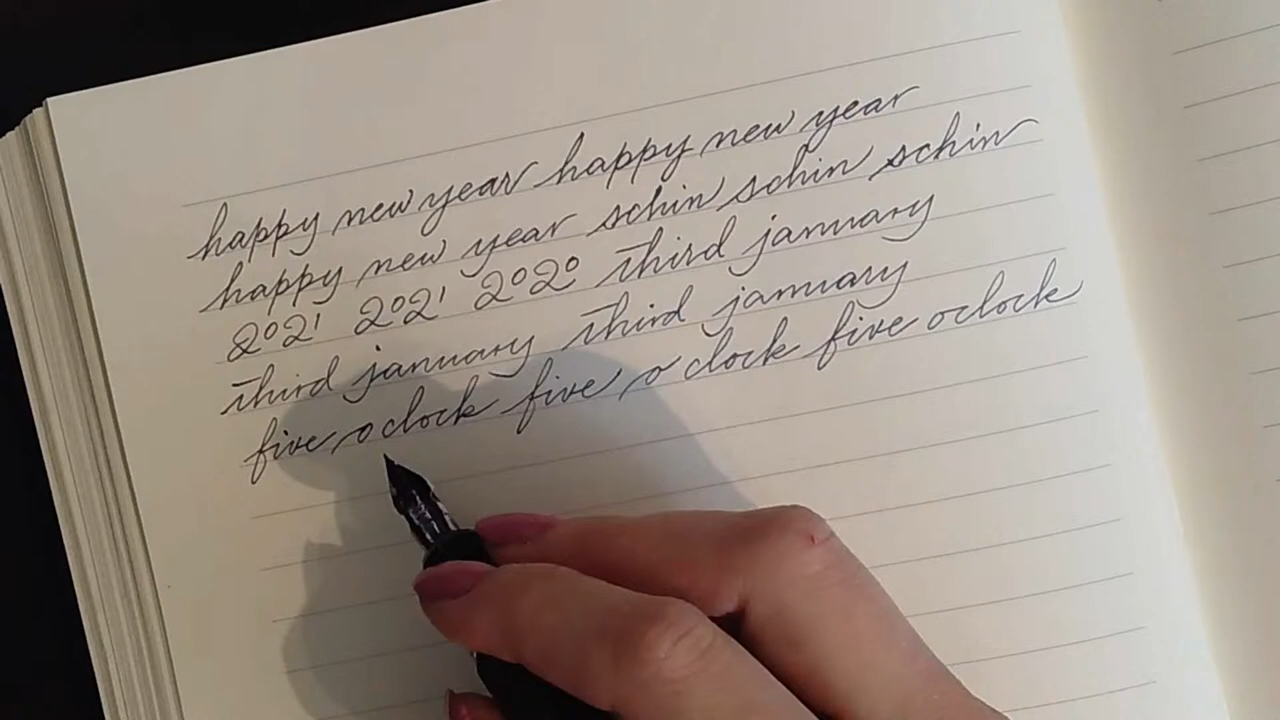 happy new year happy new year
happy new year schin schin schin
2021 2021 2020 third january
third january third january
five o clock five o clock five oclock